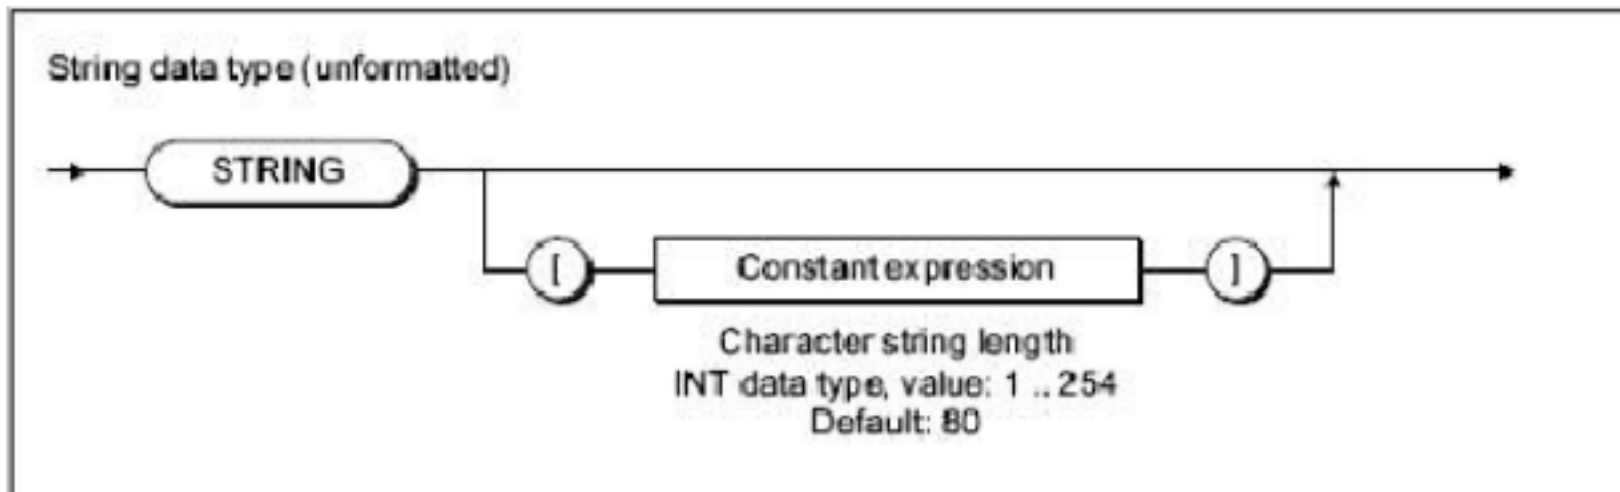 String data type (unformatted)
STRING
[ Constant expression ]
Character string length
INT data type, value: 1 .. 254
Default: 80